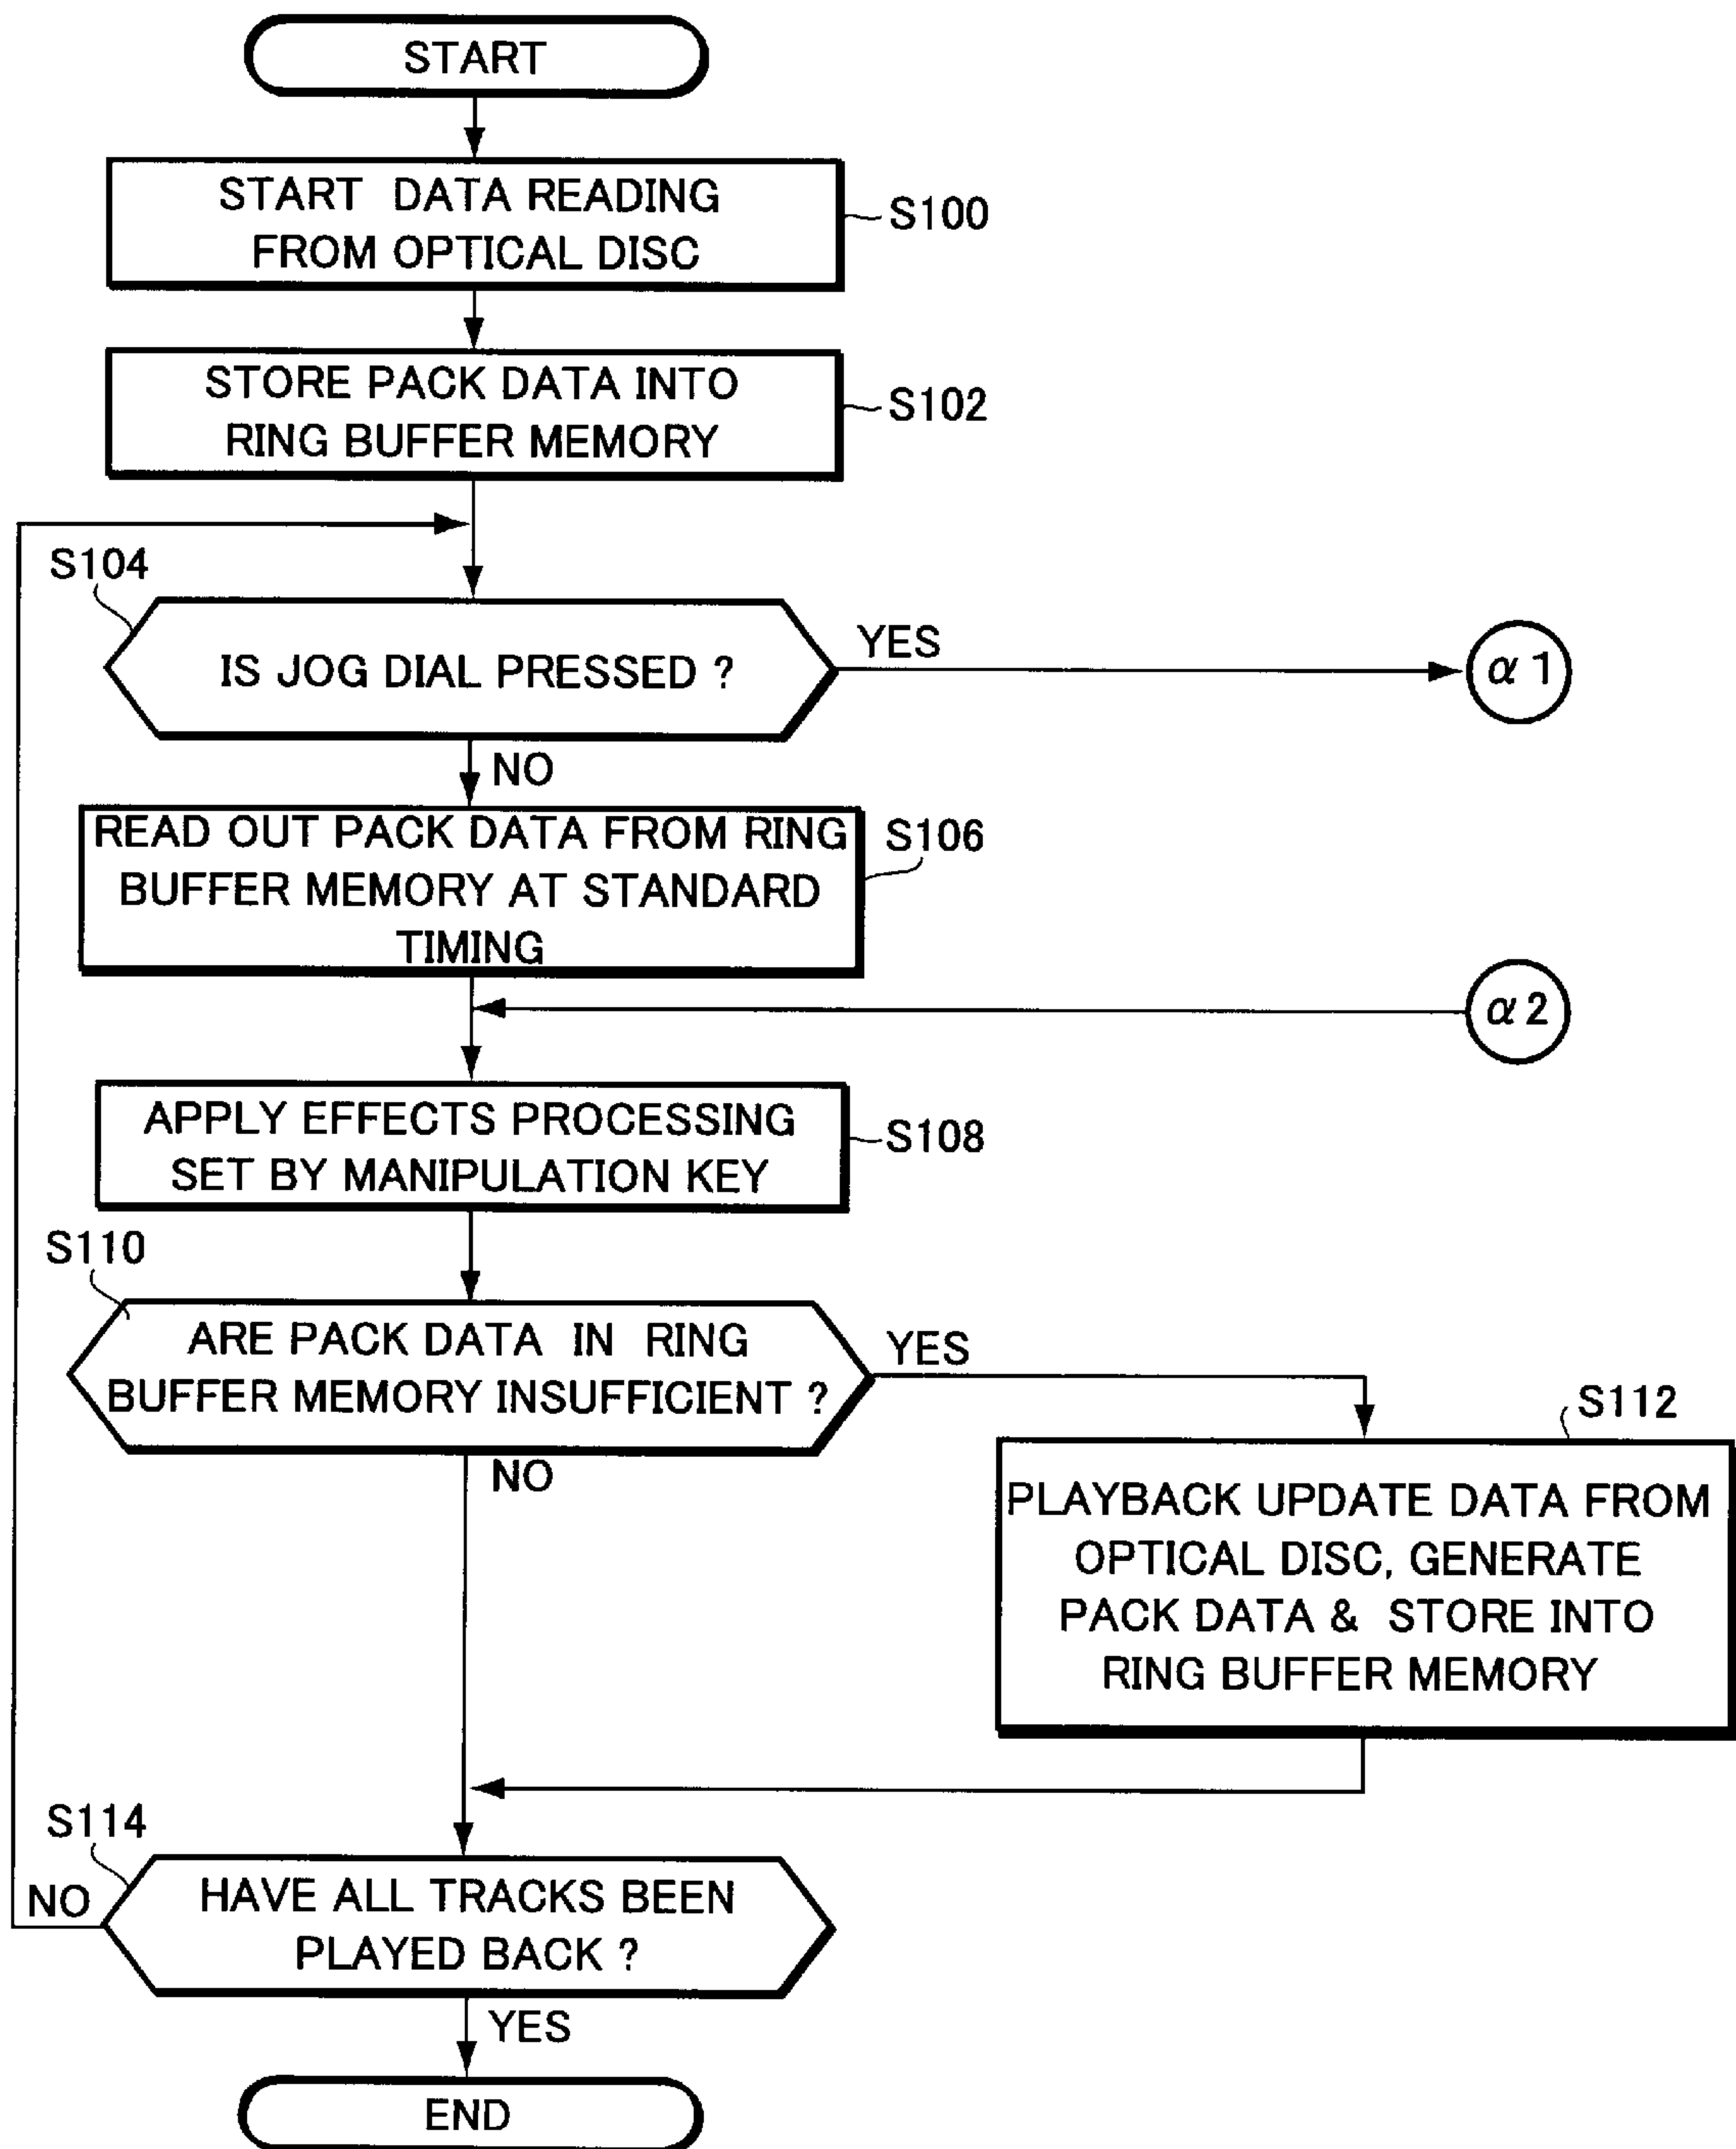 START
START DATA READING
FROM OPTICAL DISC
S100
STORE PACK DATA INTO
RING BUFFER MEMORY
S102
S104
IS JOG DIAL PRESSED ?
YES
α1
NO
READ OUT PACK DATA FROM RING
BUFFER MEMORY AT STANDARD
TIMING
S106
α2
APPLY EFFECTS PROCESSING
SET BY MANIPULATION KEY
S108
S110
ARE PACK DATA IN RING
BUFFER MEMORY INSUFFICIENT ?
YES
NO
S112
PLAYBACK UPDATE DATA FROM
OPTICAL DISC, GENERATE
PACK DATA & STORE INTO
RING BUFFER MEMORY
S114
NO
HAVE ALL TRACKS BEEN
PLAYED BACK ?
YES
END